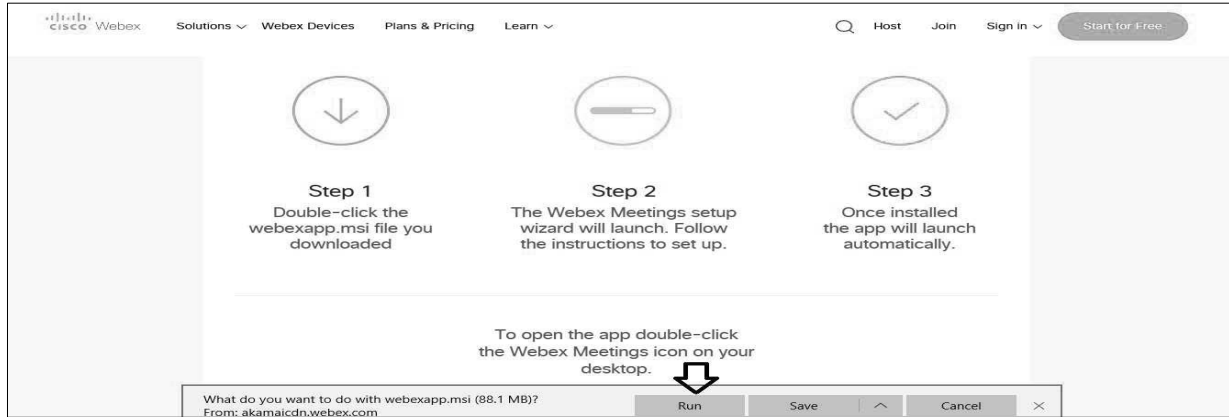 cisco Webex Solutions Webex Devices Plans & Pricing Learn Host Join Sign in Start for Free
Step 1
Double-click the
webexapp.msi file you
downloaded
Step 2
The Webex Meetings setup
wizard will launch. Follow
the instructions to set up.
Step 3
Once installed
the app will launch
automatically.
To open the app double-click
the Webex Meetings icon on your
desktop.
What do you want to do with webexapp.msi (88.1 MB)?
From: akamaicdn.webex.com
Run Save Cancel